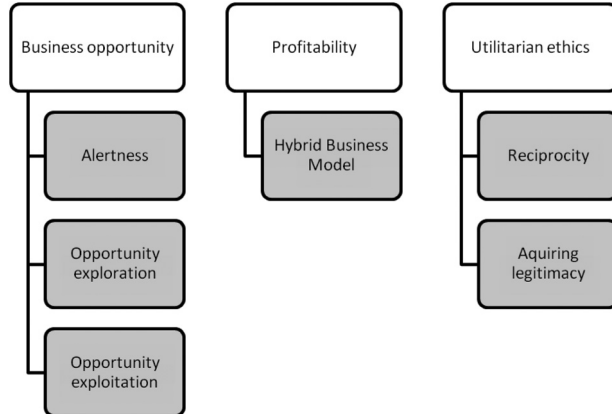 Business opportunity
Alertness
Opportunity
exploration
Opportunity
exploitation
Profitability
Hybrid Business
Model
Utilitarian ethics
Reciprocity
Aquiring
legitimacy